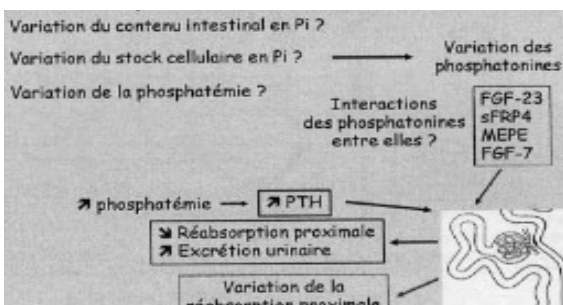 Variation du contenu intestinal en Pi ?
Variation du stock cellulaire en Pi ?
Variation des
phosphatonines
Variation de la phosphatémie ?
Interactions
des phosphatonines
entre elles ?
FGF-23
sFRP4
MEPE
FGF-7
↗ phosphatémie → ↗ PTH
↘ Réabsorption proximale
↗ Excrétion urinaire
Variation de la
réabsorption proximale